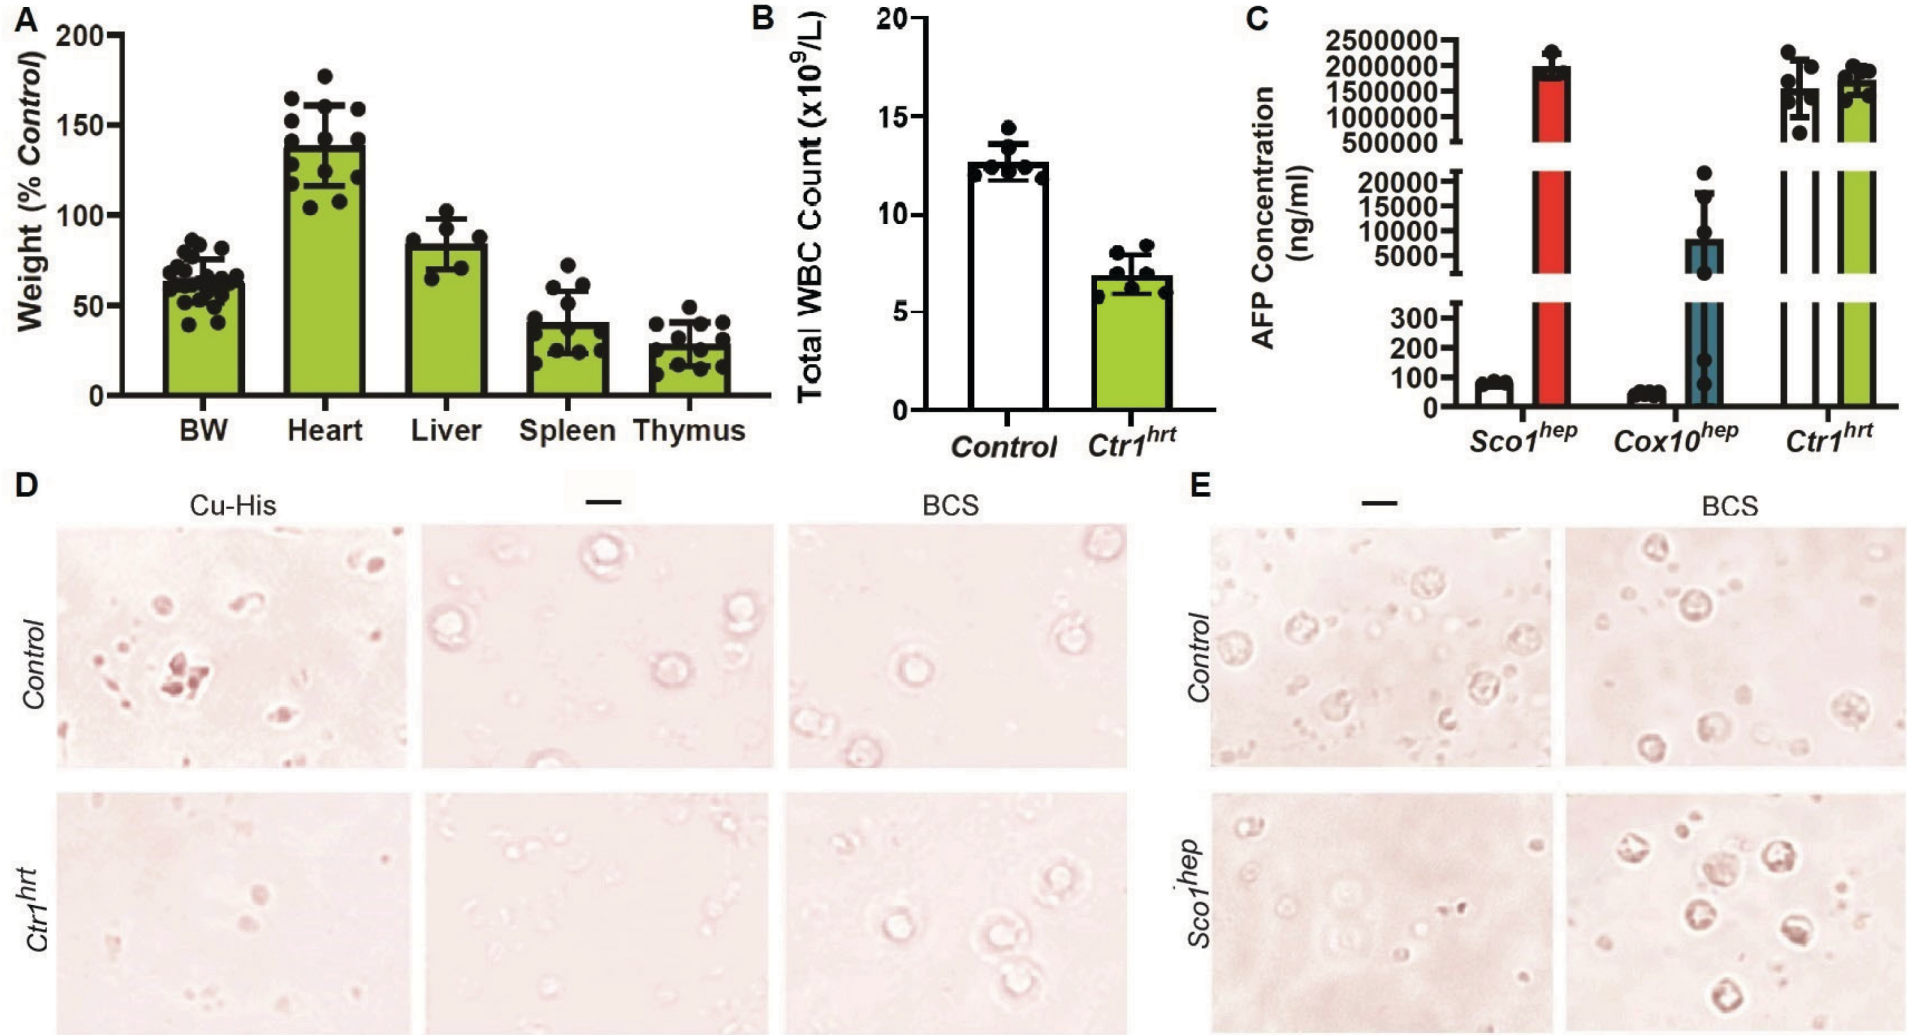 A
Weight (% Control)
200
150
100
50
0
BW Heart Liver Spleen Thymus
B
Total WBC Count (x10⁹/L)
20
15
10
5
0
Control Ctr1ʰʳᵗ
C
AFP Concentration
(ng/ml)
2500000
2000000
1500000
1000000
500000
20000
15000
10000
5000
300
200
100
0
Sco1ʰᵉᵖ Cox10ʰᵉᵖ Ctr1ʰʳᵗ
D
Cu-His — BCS
Control
Ctr1ʰʳᵗ
E
— BCS
Control
Sco1ʰᵉᵖ